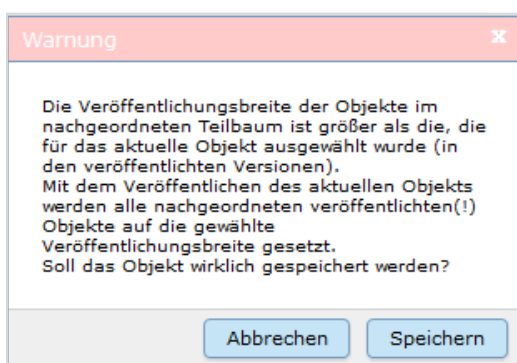 Warnung x
Die Veröffentlichungsbreite der Objekte im
nachgeordneten Teilbaum ist größer als die, die
für das aktuelle Objekt ausgewählt wurde (in
den veröffentlichten Versionen).
Mit dem Veröffentlichen des aktuellen Objekts
werden alle nachgeordneten veröffentlichten(!)
Objekte auf die gewählte
Veröffentlichungsbreite gesetzt.
Soll das Objekt wirklich gespeichert werden?
Abbrechen Speichern